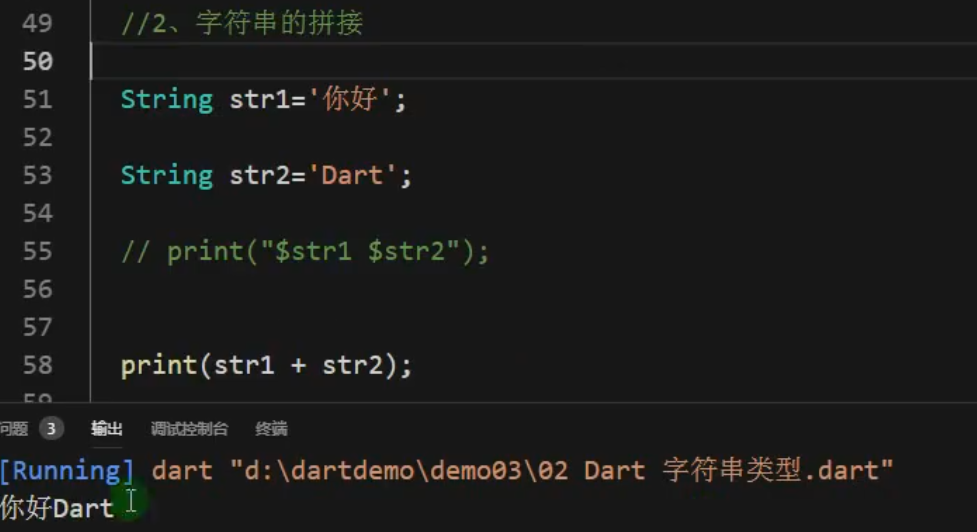 49 //2、字符串的拼接
50
51 String str1='你好';
52
53 String str2='Dart';
54
55 // print("$str1 $str2");
56
57
58 print(str1 + str2);
59
问题 3 输出 调试控制台 终端
[Running] dart "d:\dartdemo\demo03\02 Dart 字符串类型.dart"
你好Dart